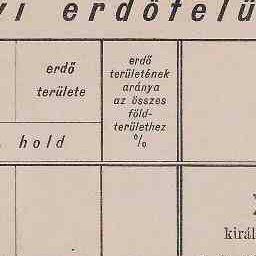 vi erdőfelü
erdő
területe
hold
erdő
területének
aránya
az összes
föld-
területhez
%
királ